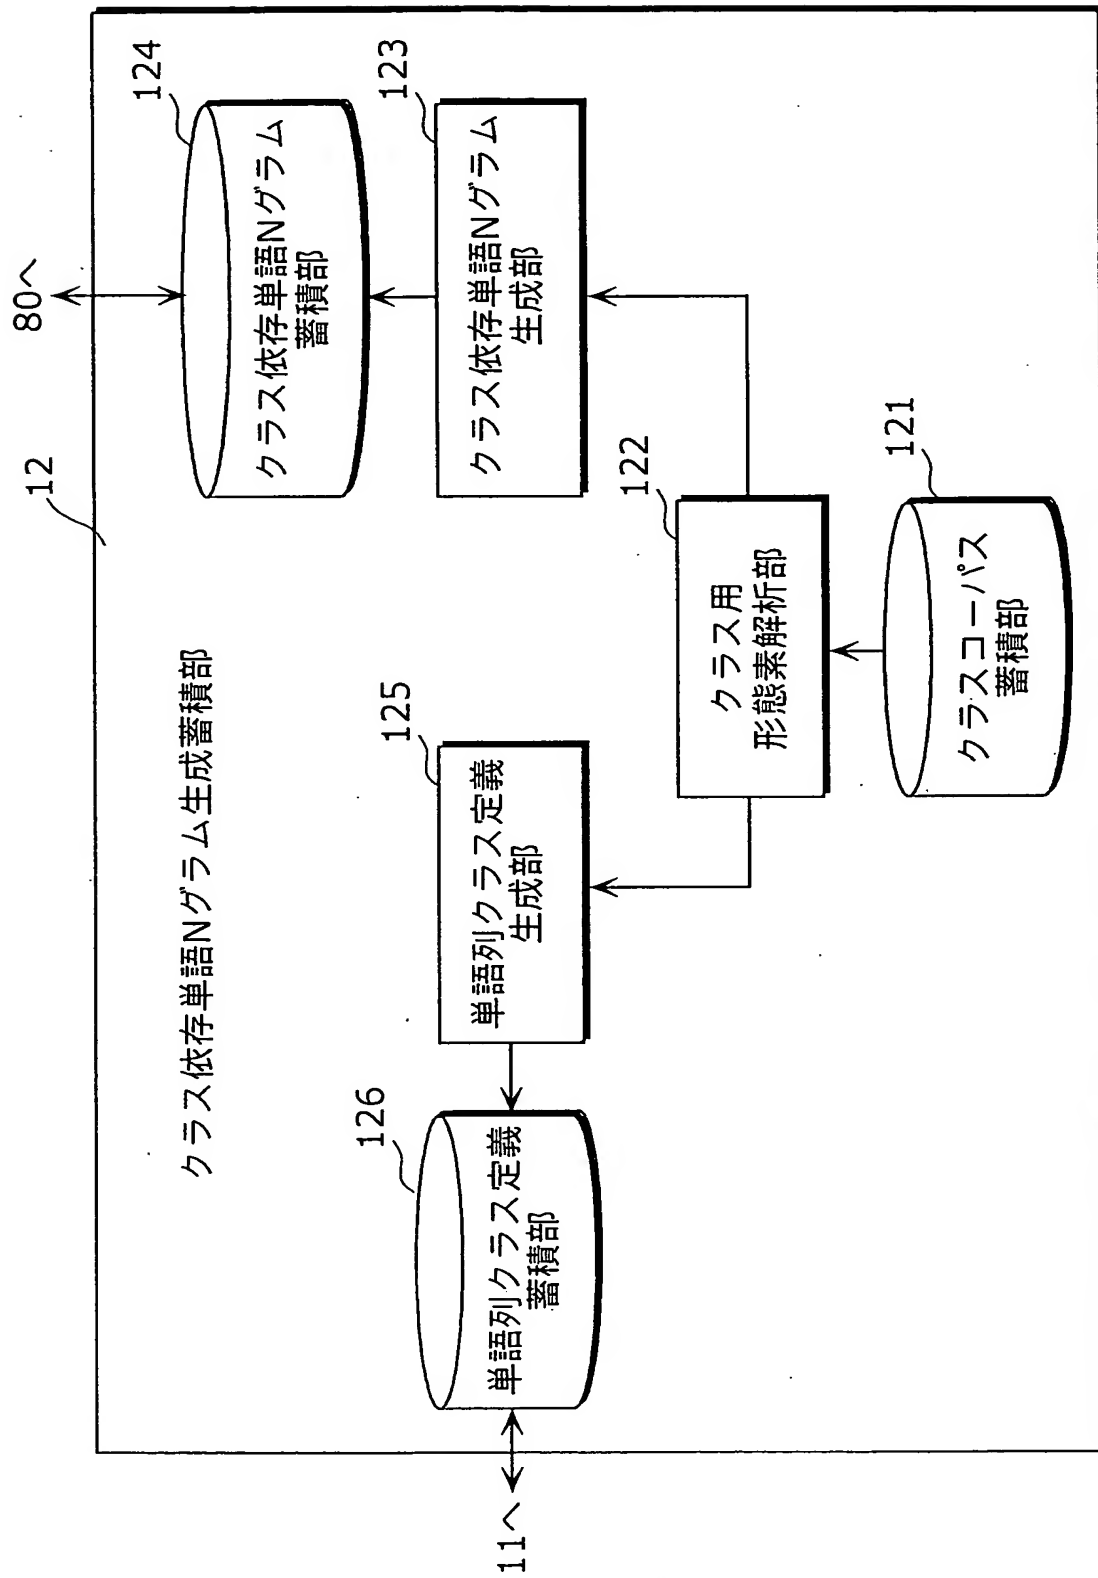 80へ
12
クラス依存単語Nグラム生成蓄積部
124
クラス依存単語Nグラム
蓄積部
126
単語列クラス定義
蓄積部
125
単語列クラス定義
生成部
123
クラス依存単語Nグラム
生成部
11へ
122
クラス用
形態素解析部
121
クラスコーパス
蓄積部